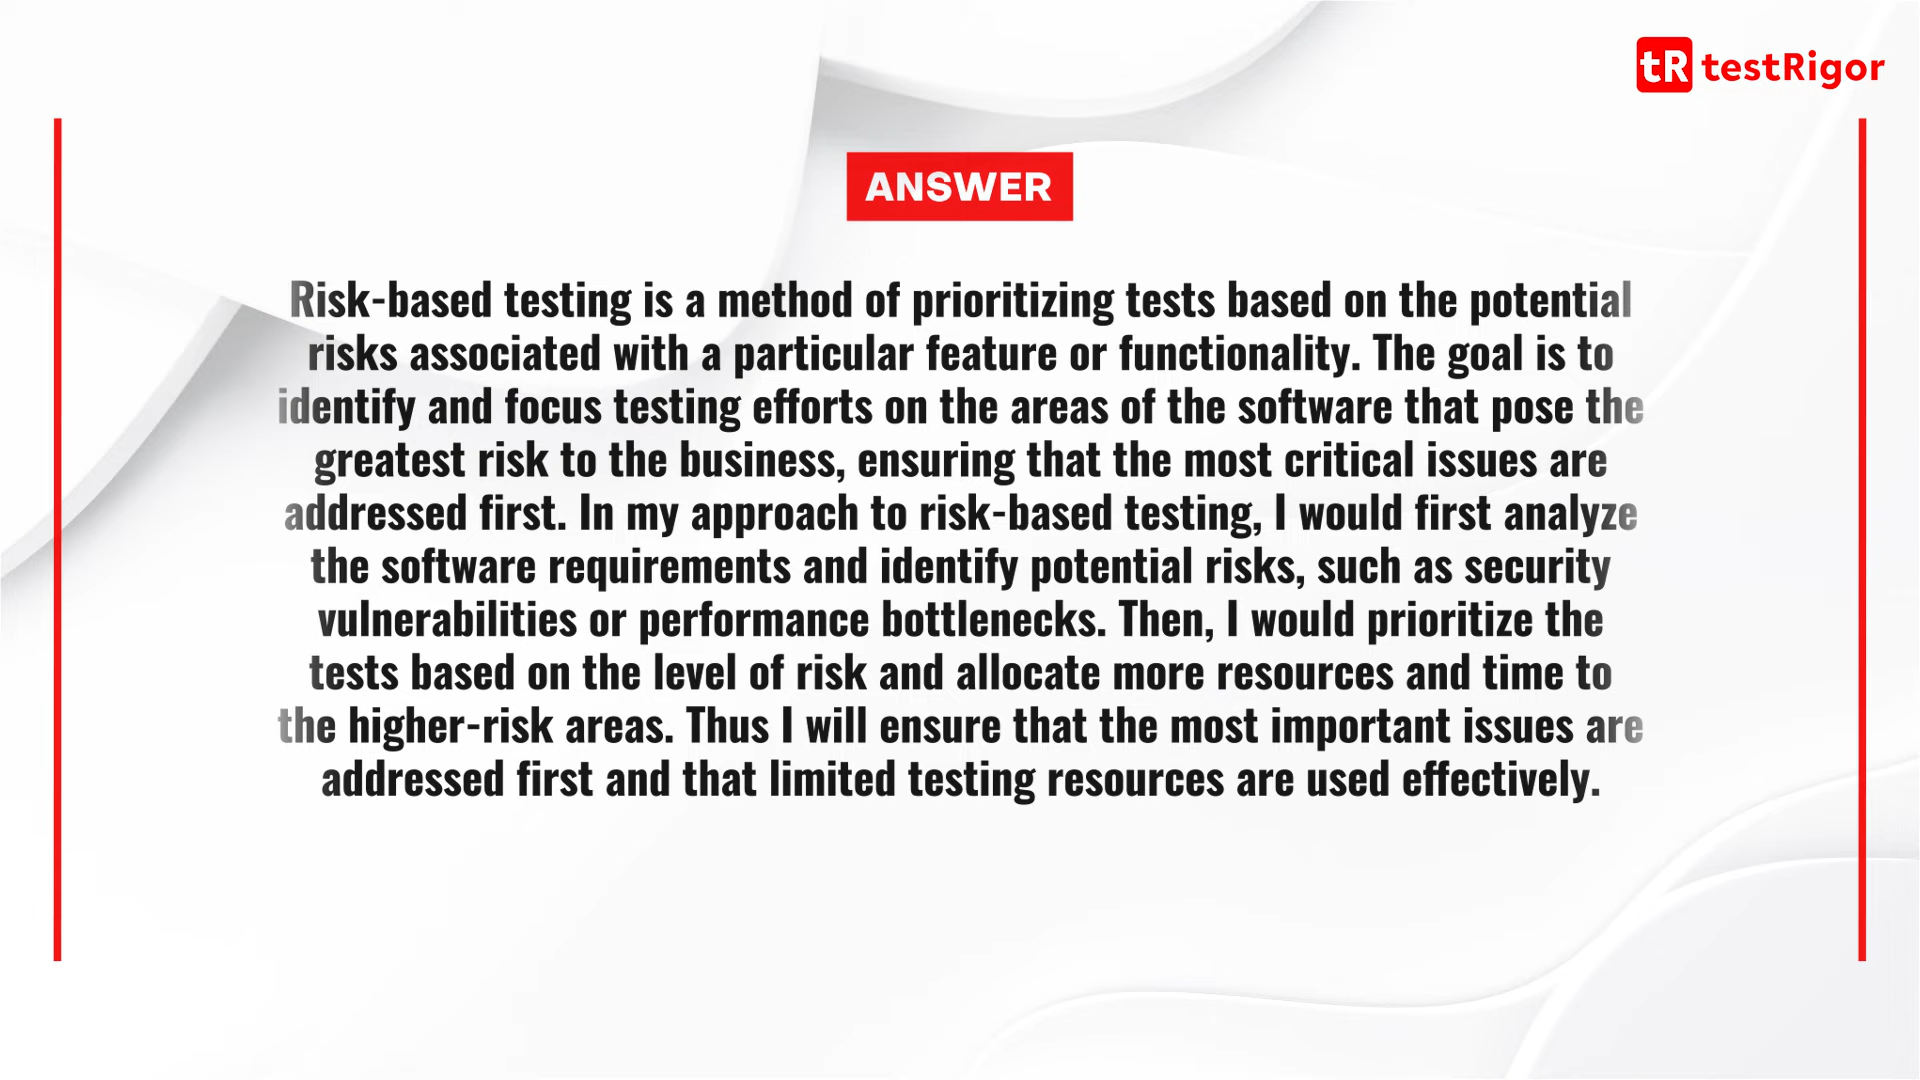 tR testRigor
ANSWER
Risk-based testing is a method of prioritizing tests based on the potential
risks associated with a particular feature or functionality. The goal is to
identify and focus testing efforts on the areas of the software that pose the
greatest risk to the business, ensuring that the most critical issues are
addressed first. In my approach to risk-based testing, I would first analyze
the software requirements and identify potential risks, such as security
vulnerabilities or performance bottlenecks. Then, I would prioritize the
tests based on the level of risk and allocate more resources and time to
the higher-risk areas. Thus I will ensure that the most important issues are
addressed first and that limited testing resources are used effectively.